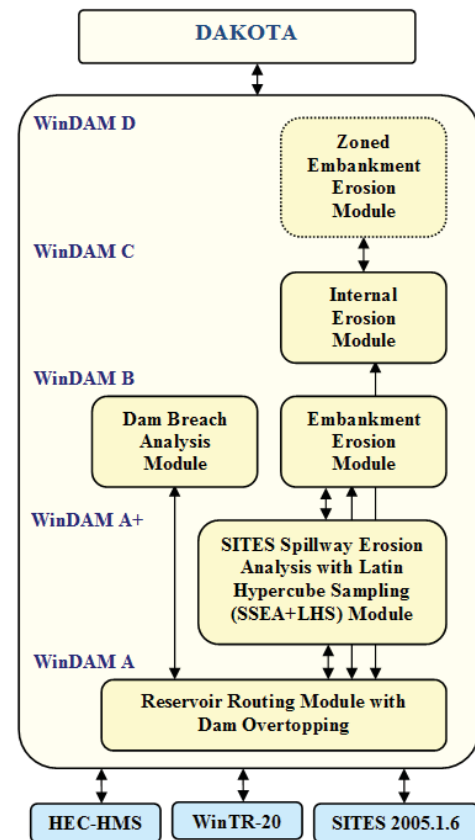 DAKOTA
WinDAM D
Zoned
Embankment
Erosion
Module
WinDAM C
Internal
Erosion
Module
WinDAM B
Dam Breach
Analysis
Module
Embankment
Erosion
Module
WinDAM A+
SITES Spillway Erosion
Analysis with Latin
Hypercube Sampling
(SSEA+LHS) Module
WinDAM A
Reservoir Routing Module with
Dam Overtopping
HEC-HMS
WinTR-20
SITES 2005.1.6